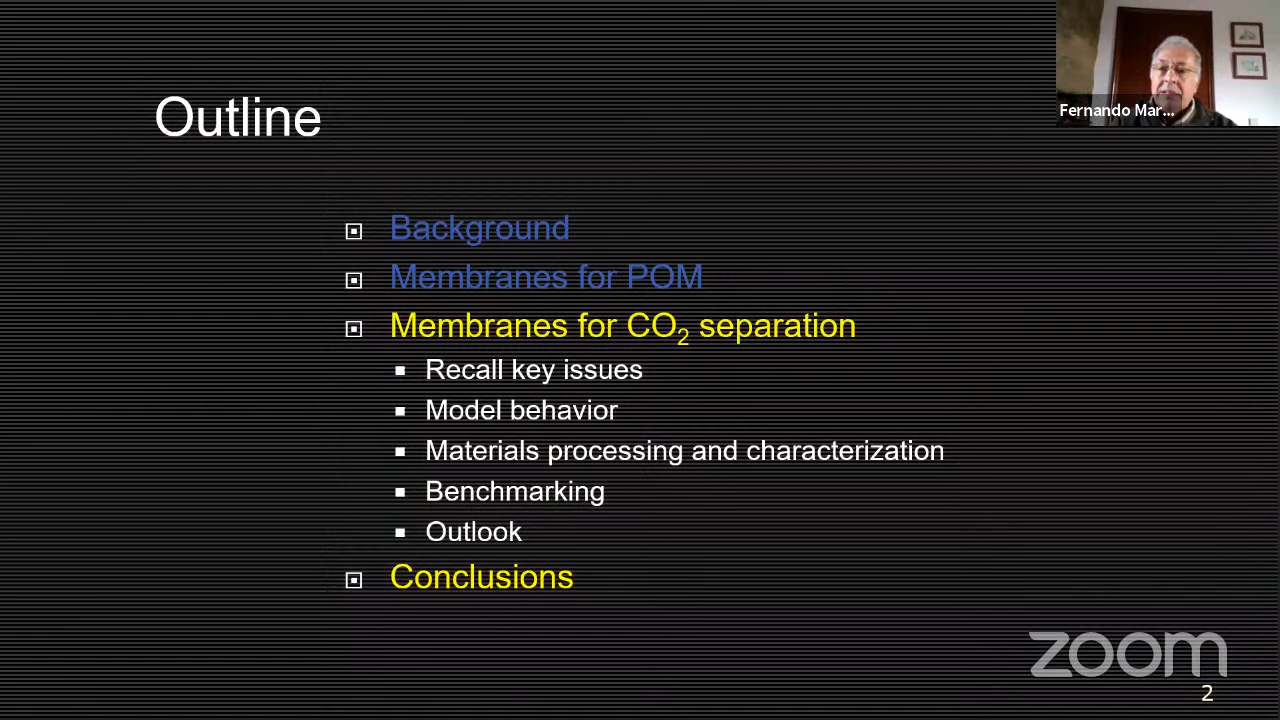 Outline
Fernando Mar...
Background
Membranes for POM
Membranes for CO₂ separation
Recall key issues
Model behavior
Materials processing and characterization
Benchmarking
Outlook
Conclusions
zoom
2